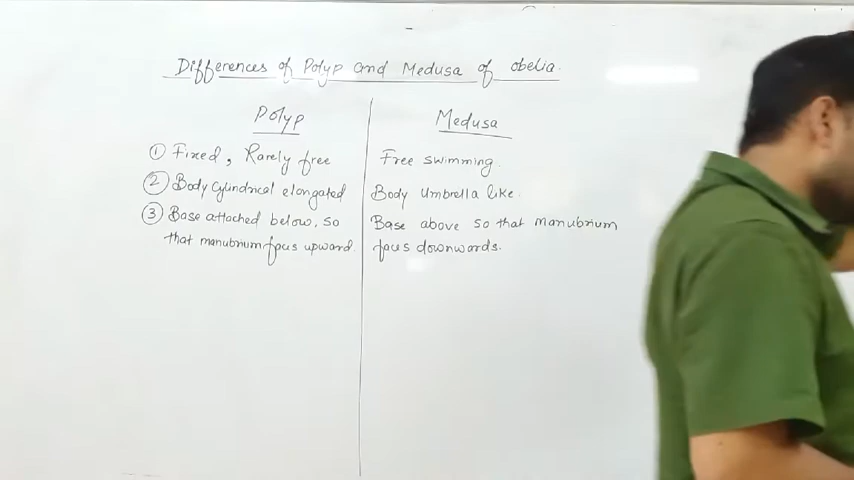 Differences of Polyp and Medusa of obelia.
Polyp
Medusa
① Fixed, Rarely free
Free swimming.
② Body Cylindrical elongated
Body Umbrella like.
③ Base attached below, so
that manubrium faces upward.
Base above so that manubrium
faces downwards.